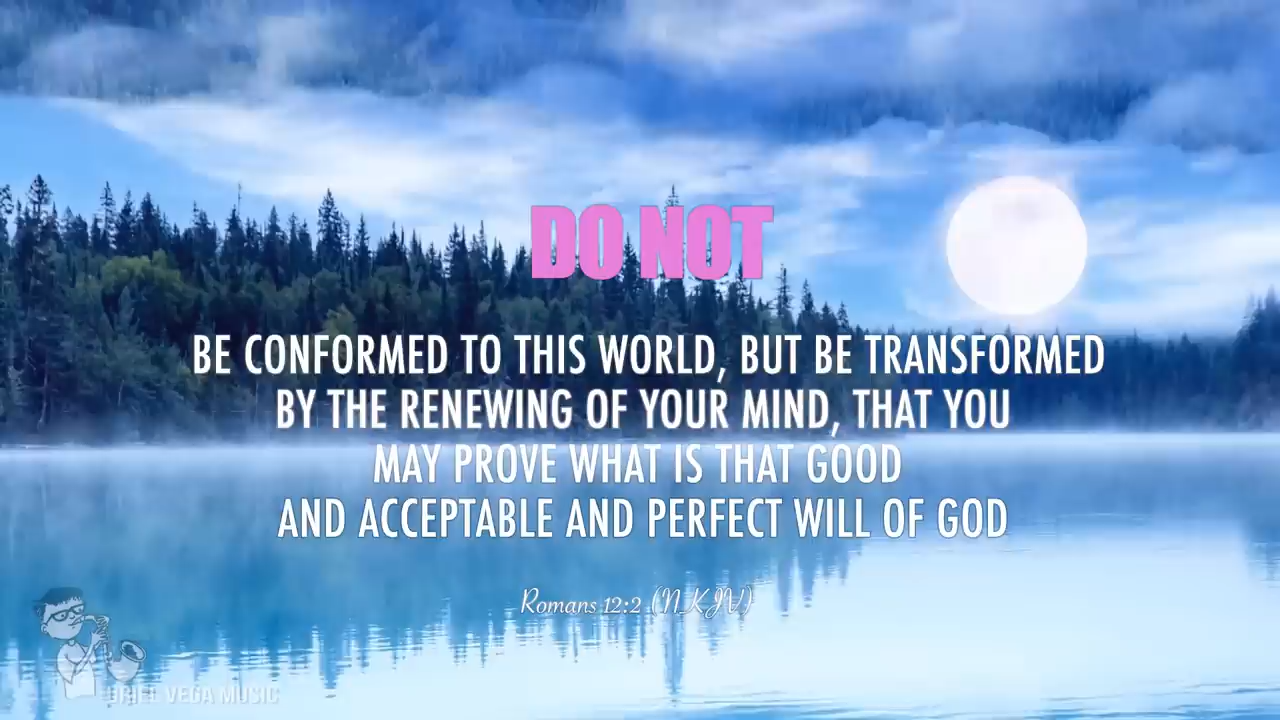 DO NOT
BE CONFORMED TO THIS WORLD, BUT BE TRANSFORMED
BY THE RENEWING OF YOUR MIND, THAT YOU
MAY PROVE WHAT IS THAT GOOD
AND ACCEPTABLE AND PERFECT WILL OF GOD
Romans 12:2 (NKJV)
URIEL VEGA MUSIC